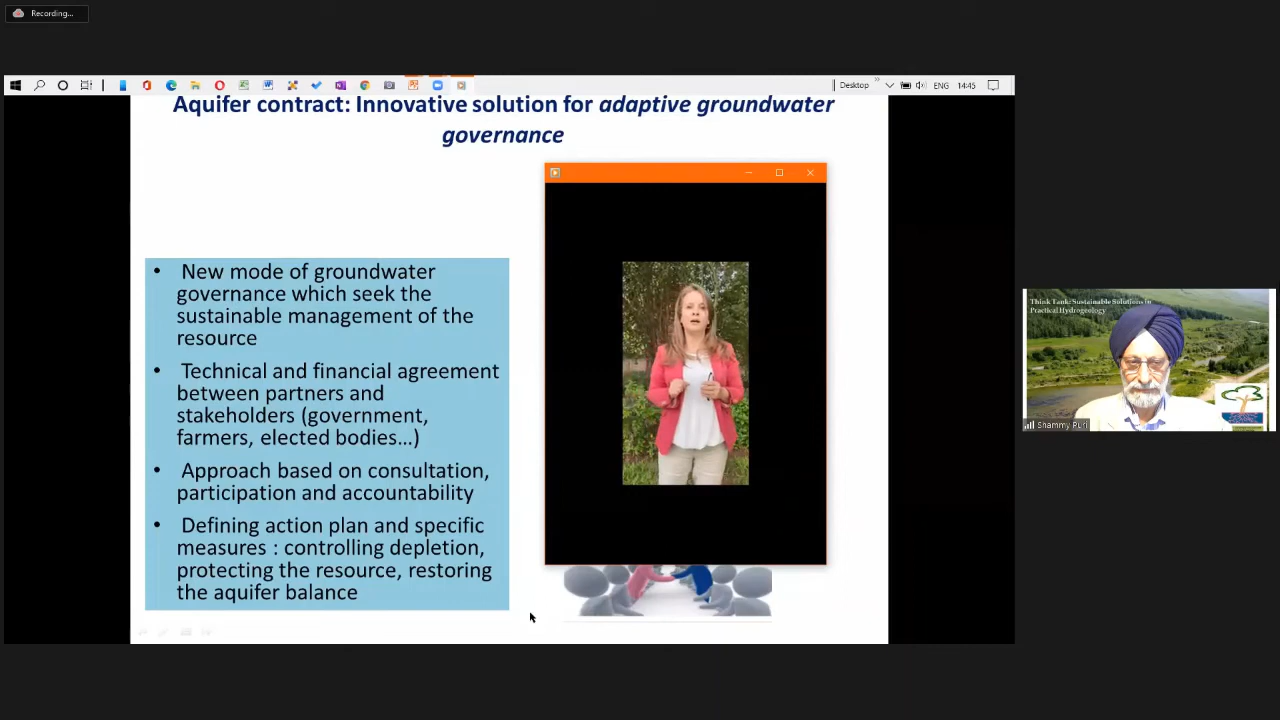 Recording...
Desktop
ENG
14:45
Aquifer contract: Innovative solution for adaptive groundwater
governance
• New mode of groundwater
governance which seek the
sustainable management of the
resource
• Technical and financial agreement
between partners and
stakeholders (government,
farmers, elected bodies...)
• Approach based on consultation,
participation and accountability
• Defining action plan and specific
measures : controlling depletion,
protecting the resource, restoring
the aquifer balance
Think Tank: Sustainable Solutions in
Practical Hydrogeology
Shammy Puri